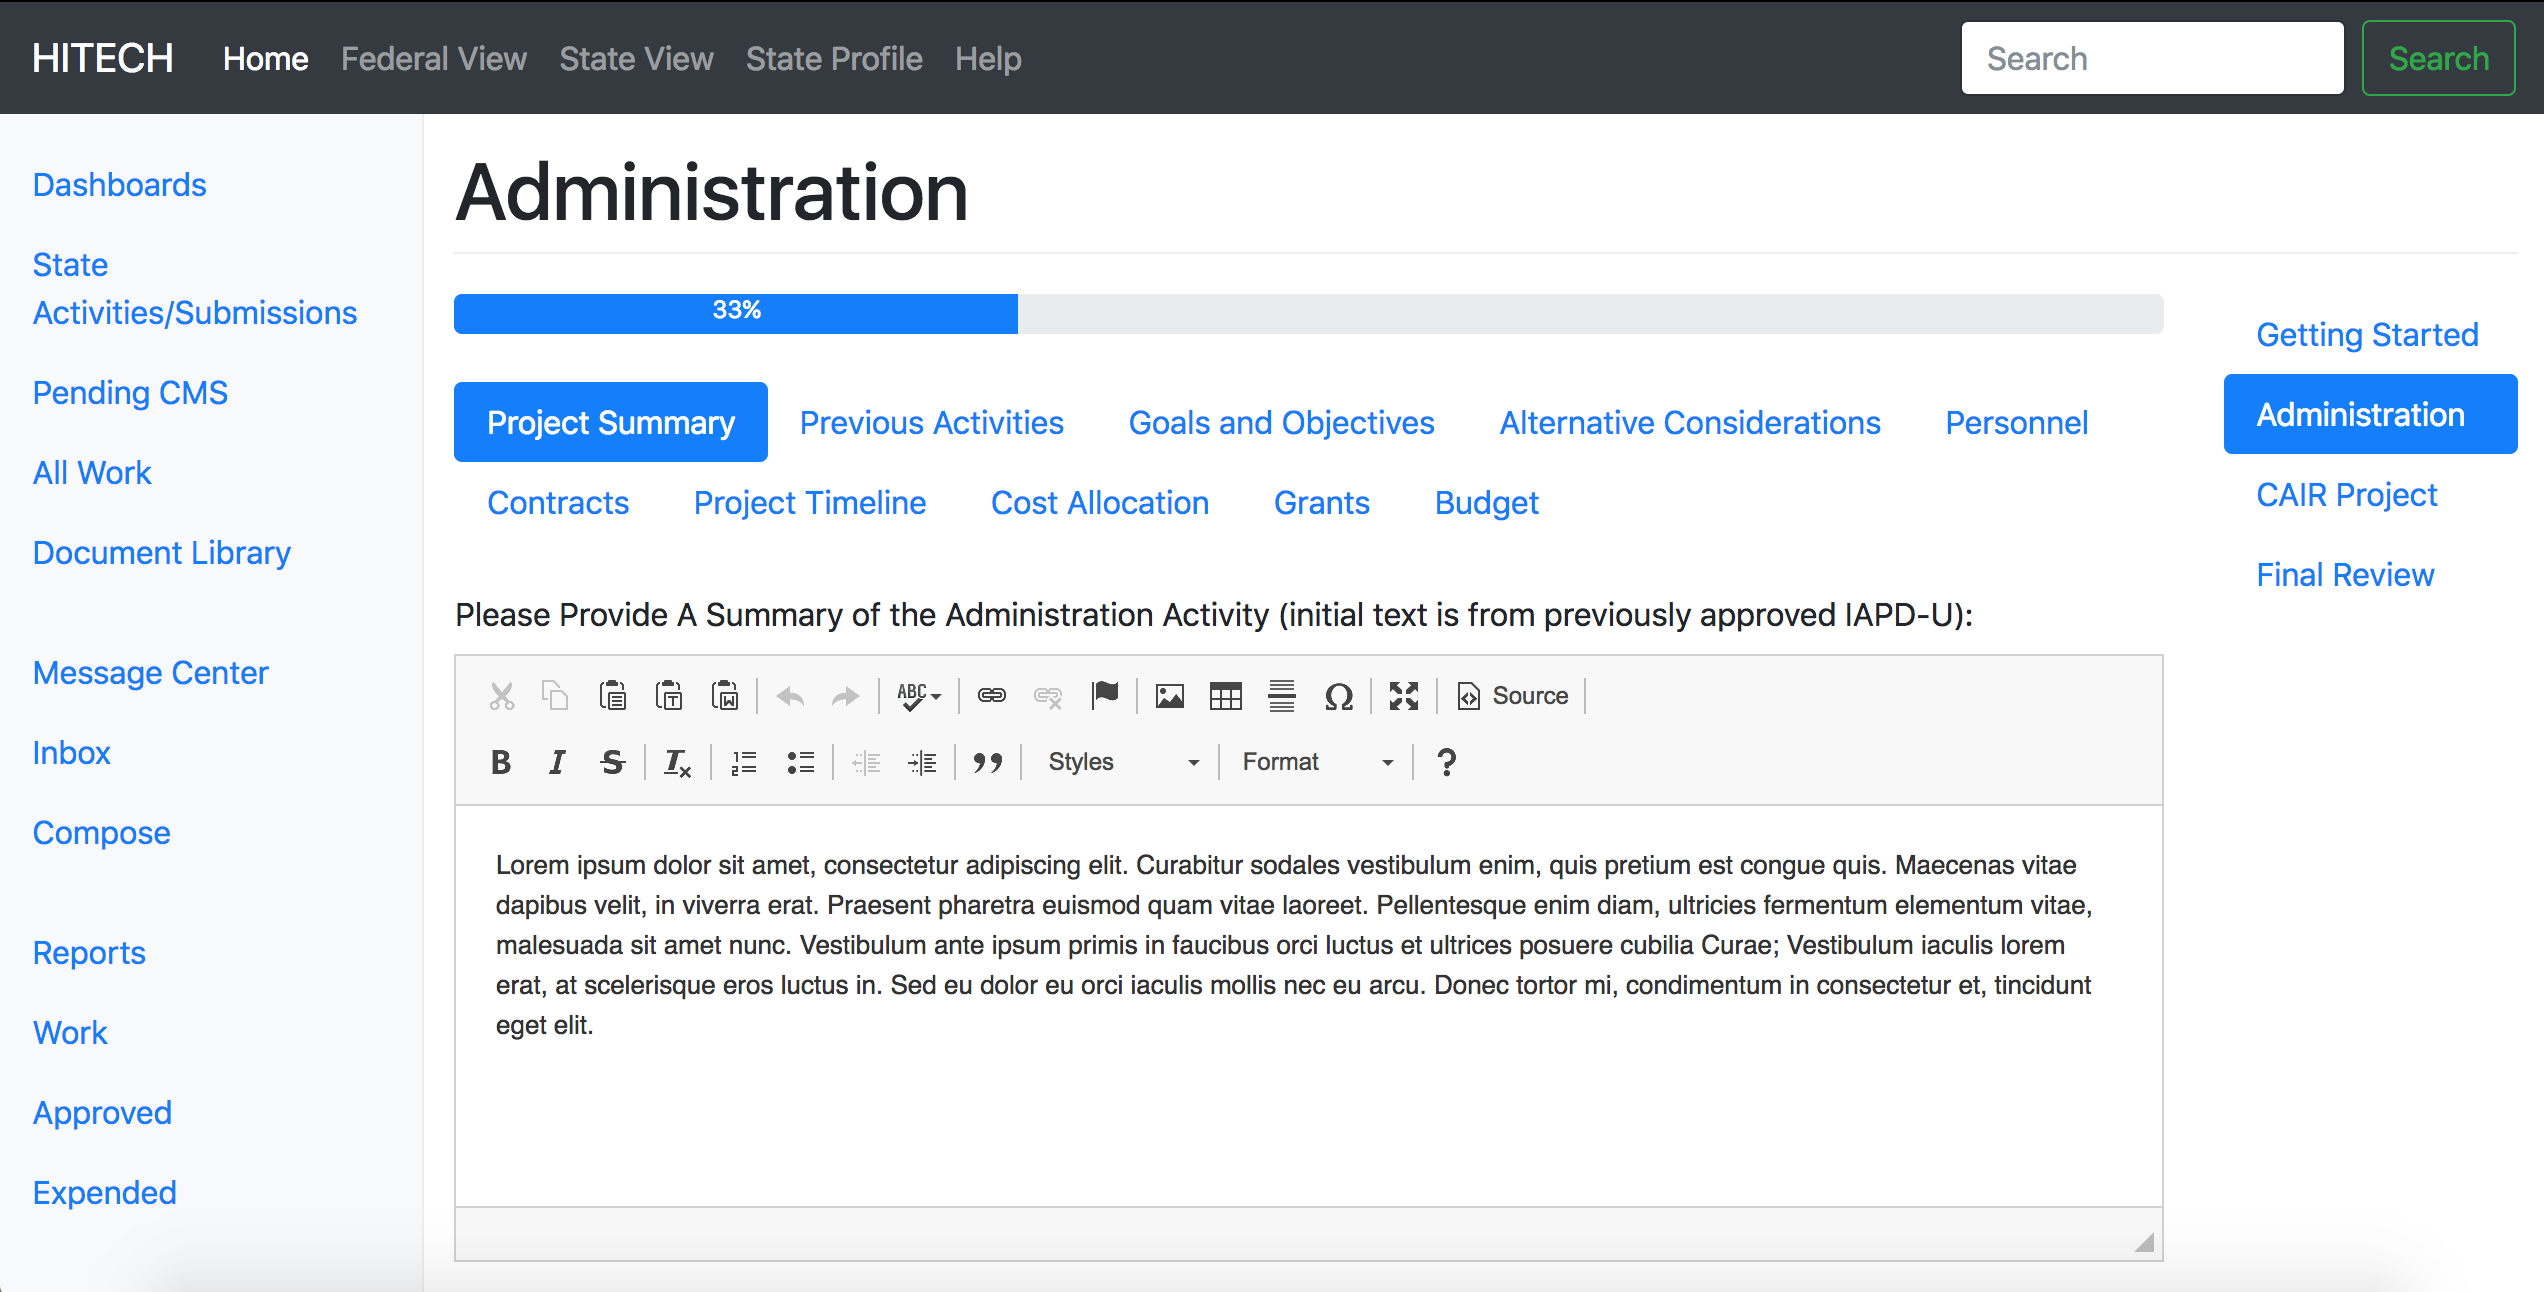 HITECH Home Federal View State View State Profile Help Search Search
Dashboards
State
Activities/Submissions
Pending CMS
All Work
Document Library
Message Center
Inbox
Compose
Reports
Work
Approved
Expended
Administration
33%
Project Summary Previous Activities Goals and Objectives Alternative Considerations Personnel
Contracts Project Timeline Cost Allocation Grants Budget
Please Provide A Summary of the Administration Activity (initial text is from previously approved IAPD-U):
ABC Source
B I S Styles Format ?
Lorem ipsum dolor sit amet, consectetur adipiscing elit. Curabitur sodales vestibulum enim, quis pretium est congue quis. Maecenas vitae
dapibus velit, in viverra erat. Praesent pharetra euismod quam vitae laoreet. Pellentesque enim diam, ultricies fermentum elementum vitae,
malesuada sit amet nunc. Vestibulum ante ipsum primis in faucibus orci luctus et ultrices posuere cubilia Curae; Vestibulum iaculis lorem
erat, at scelerisque eros luctus in. Sed eu dolor eu orci iaculis mollis nec eu arcu. Donec tortor mi, condimentum in consectetur et, tincidunt
eget elit.
Getting Started
Administration
CAIR Project
Final Review